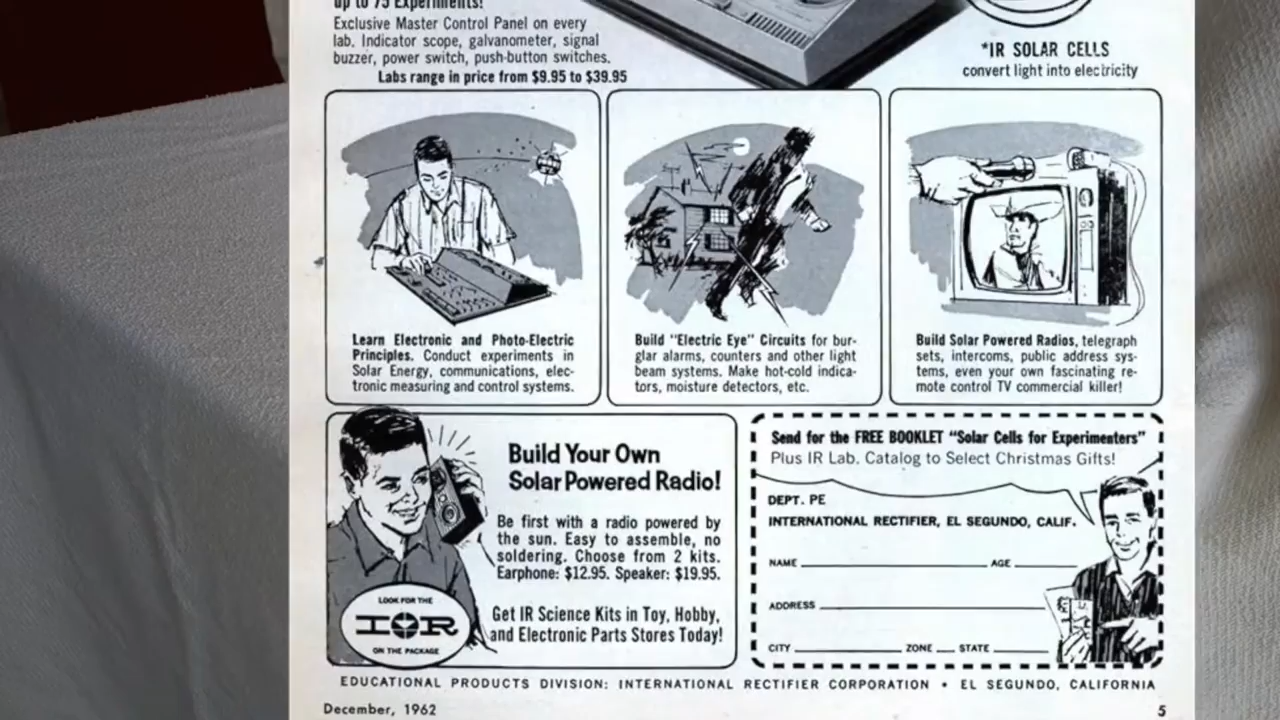 up to 75 Experiments!
Exclusive Master Control Panel on every
lab. Indicator scope, galvanometer, signal
buzzer, power switch, push-button switches.
Labs range in price from $9.95 to $39.95
*IR SOLAR CELLS
convert light into electricity
Learn Electronic and Photo-Electric
Principles. Conduct experiments in
Solar Energy, communications, elec-
tronic measuring and control systems.
Build "Electric Eye" Circuits for bur-
glar alarms, counters and other light
beam systems. Make hot-cold indica-
tors, moisture detectors, etc.
Build Solar Powered Radios, telegraph
sets, intercoms, public address sys-
tems, even your own fascinating re-
mote control TV commercial killer!
Build Your Own
Solar Powered Radio!
Be first with a radio powered by
the sun. Easy to assemble, no
soldering. Choose from 2 kits.
Earphone: $12.95. Speaker: $19.95.
Get IR Science Kits in Toy, Hobby,
and Electronic Parts Stores Today!
LOOK FOR THE
IOR
ON THE PACKAGE
Send for the FREE BOOKLET "Solar Cells for Experimenters"
Plus IR Lab. Catalog to Select Christmas Gifts!
DEPT. PE
INTERNATIONAL RECTIFIER, EL SEGUNDO, CALIF.
NAME AGE
ADDRESS
CITY ZONE STATE
EDUCATIONAL PRODUCTS DIVISION: INTERNATIONAL RECTIFIER CORPORATION • EL SEGUNDO, CALIFORNIA
December, 1962
5